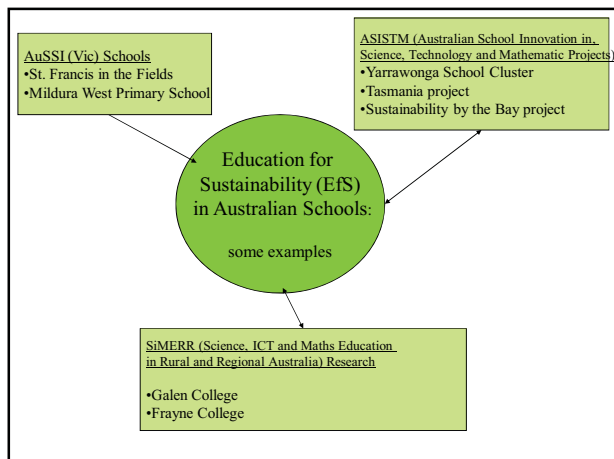 AuSSI (Vic) Schools
•St. Francis in the Fields
•Mildura West Primary School
ASISTM (Australian School Innovation in,
Science, Technology and Mathematic Projects)
•Yarrawonga School Cluster
•Tasmania project
•Sustainability by the Bay project
Education for
Sustainability (EfS)
in Australian Schools:
some examples
SiMERR (Science, ICT and Maths Education
in Rural and Regional Australia) Research
•Galen College
•Frayne College